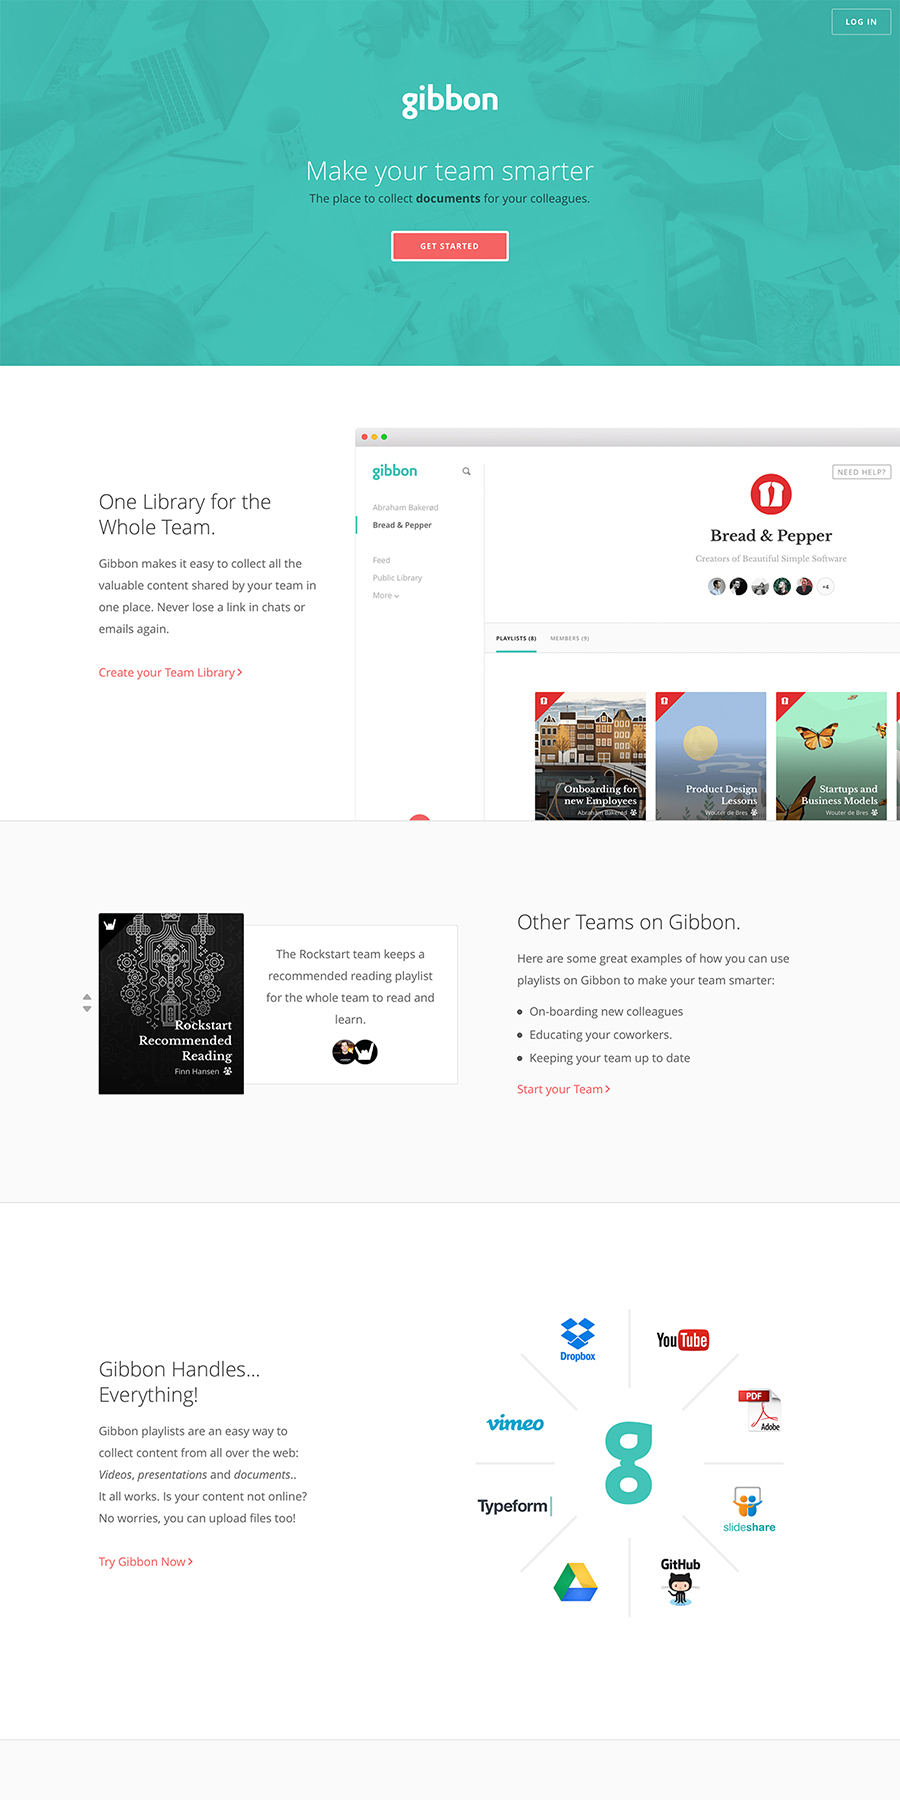 LOG IN
gibbon
Make your team smarter
The place to collect documents for your colleagues.
GET STARTED
One Library for the
Whole Team.
Gibbon makes it easy to collect all the
valuable content shared by your team in
one place. Never lose a link in chats or
emails again.
Create your Team Library
gibbon
Abraham Bakerød
Bread & Pepper
Feed
Public Library
More
NEED HELP?
Bread & Pepper
Creators of Beautiful Simple Software
+4
PLAYLISTS (8) MEMBERS (9)
Onboarding for
new Employees
Abraham Bakerød
Product Design
Lessons
Wouter de Bres
Startups and
Business Models
Wouter de Bres
Rockstart
Recommended
Reading
Finn Hansen
The Rockstart team keeps a
recommended reading playlist
for the whole team to read and
learn.
Other Teams on Gibbon.
Here are some great examples of how you can use
playlists on Gibbon to make your team smarter:
On-boarding new colleagues
Educating your coworkers.
Keeping your team up to date
Start your Team
Gibbon Handles...
Everything!
Gibbon playlists are an easy way to
collect content from all over the web:
Videos, presentations and documents..
It all works. Is your content not online?
No worries, you can upload files too!
Try Gibbon Now
Dropbox
YouTube
vimeo
PDF
Adobe
g
Typeform
slideshare
GitHub